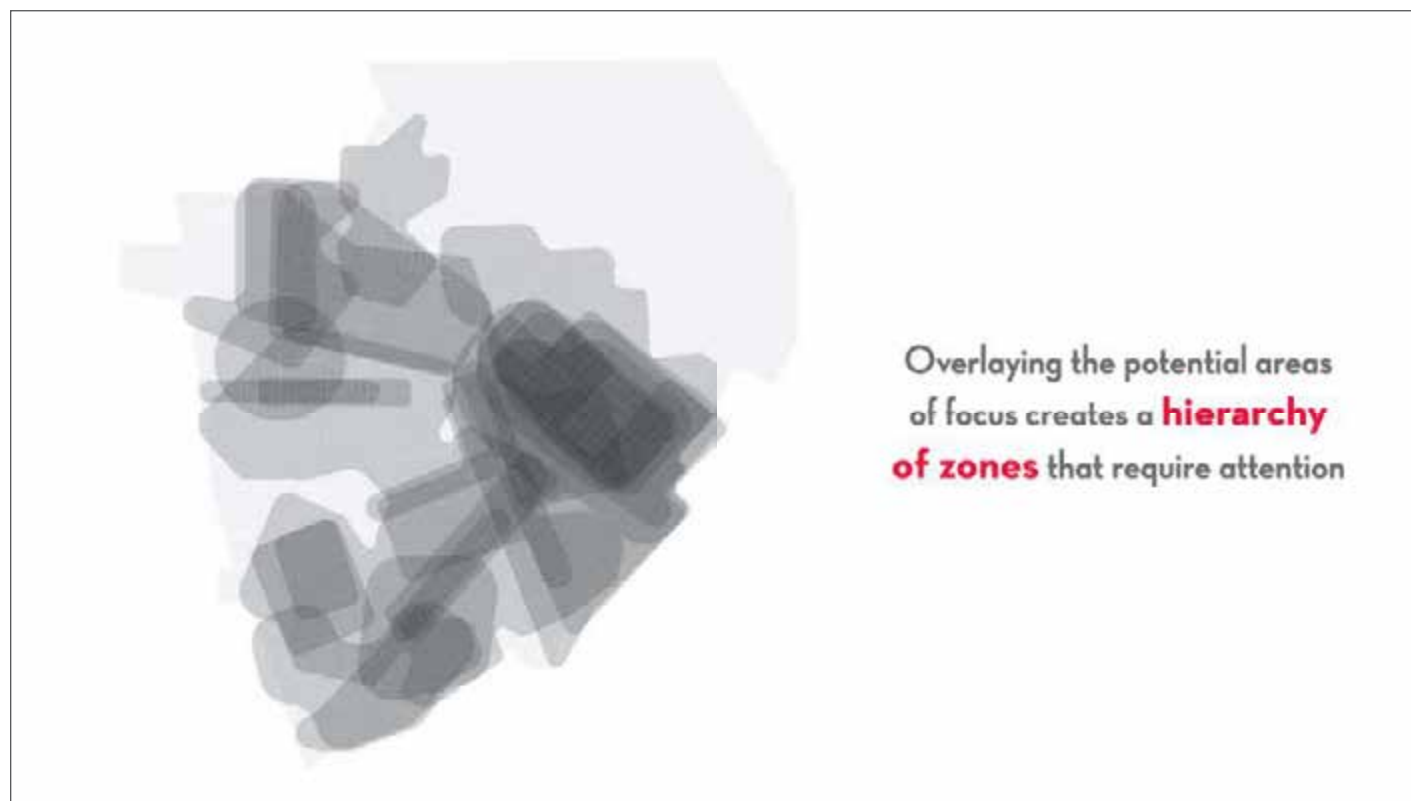 Overlaying the potential areas
of focus creates a hierarchy
of zones that require attention